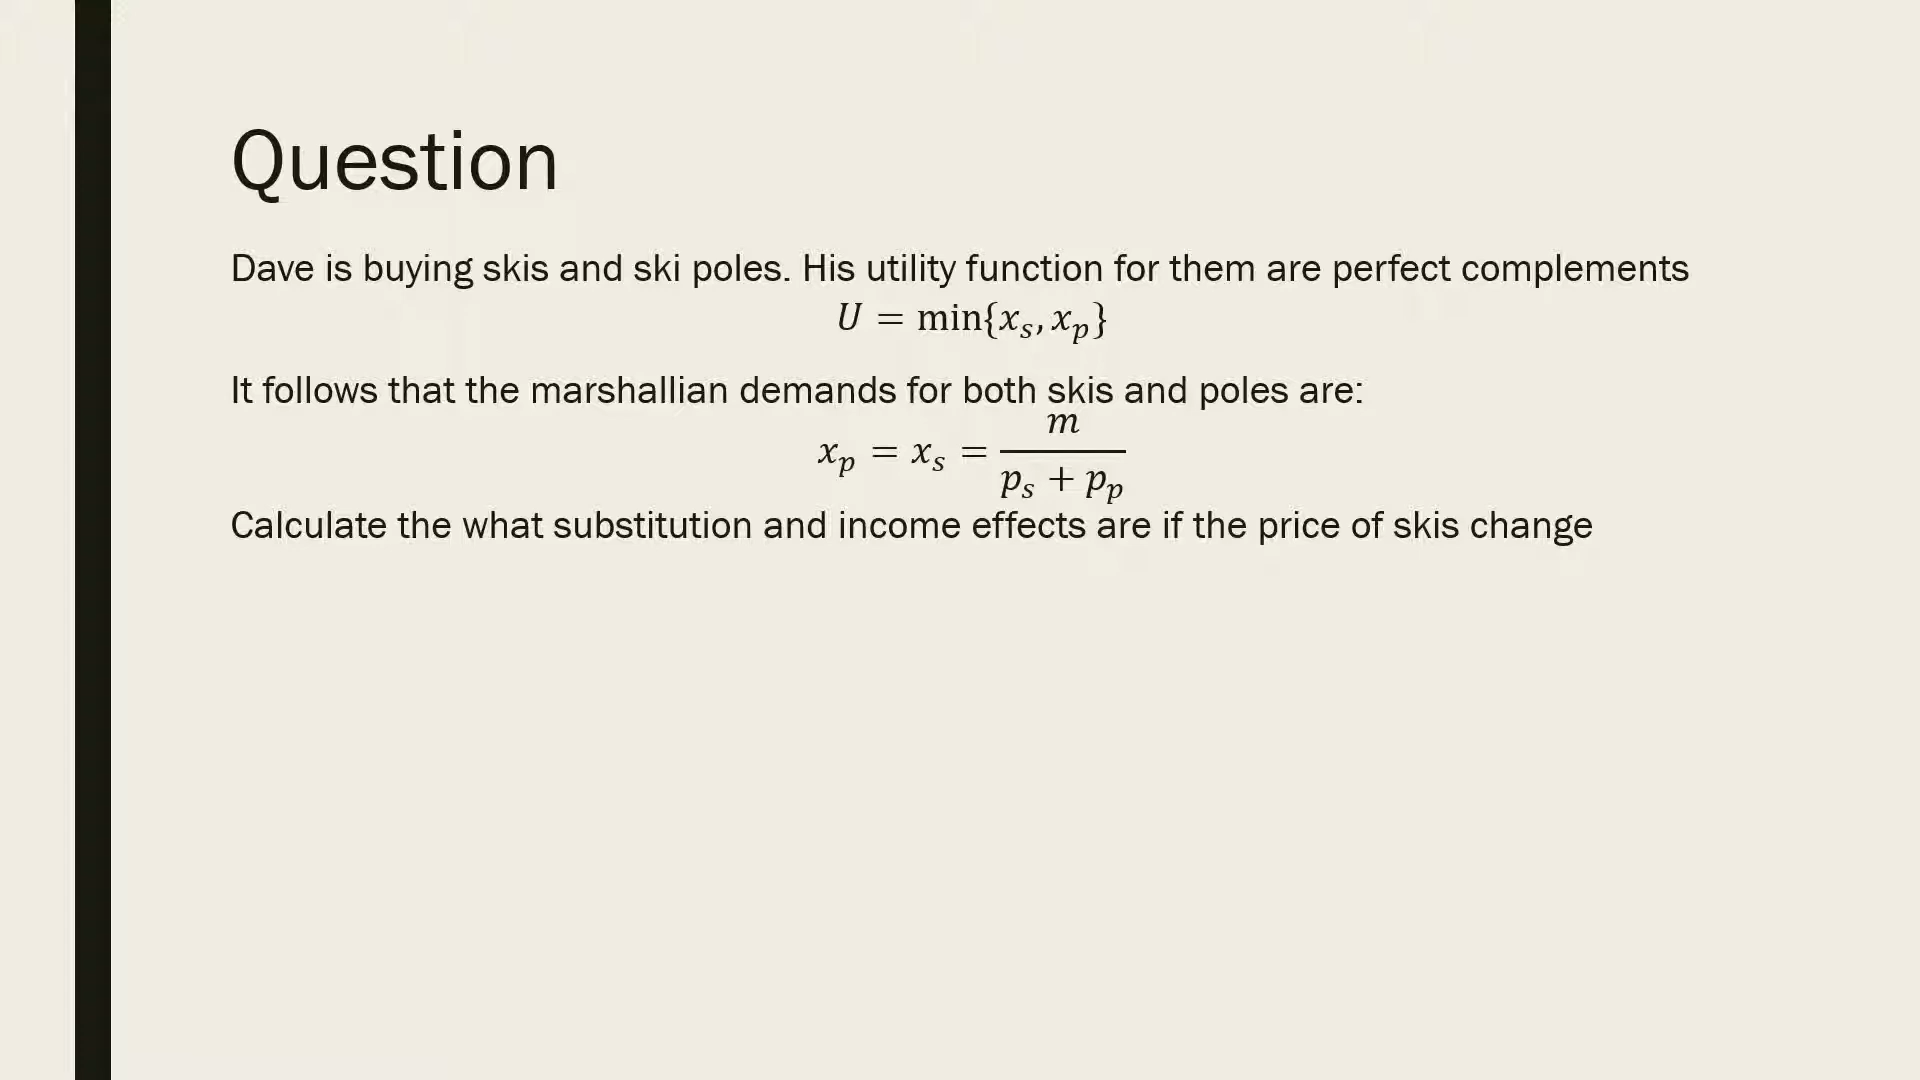 Question
Dave is buying skis and ski poles. His utility function for them are perfect complements
U = min{x_s, x_p}
It follows that the marshallian demands for both skis and poles are:
x_p = x_s = m / (p_s + p_p)
Calculate the what substitution and income effects are if the price of skis change